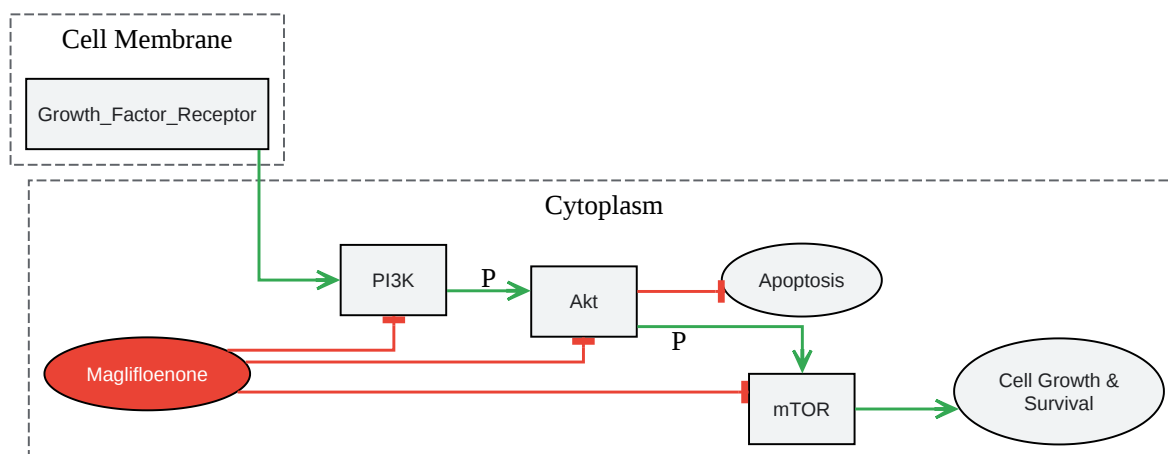 Cell Membrane
Growth_Factor_Receptor
Cytoplasm
PI3K
P
Akt
Apoptosis
P
Maglifloenone
mTOR
Cell Growth &
Survival